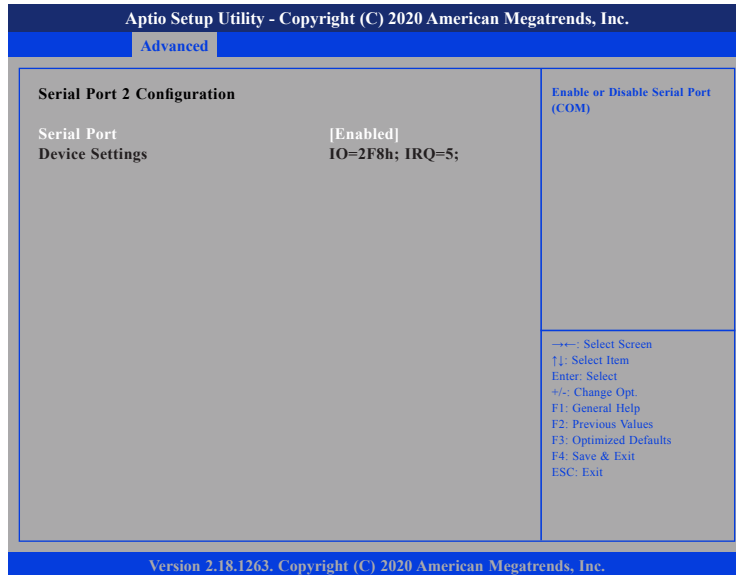 Aptio Setup Utility - Copyright (C) 2020 American Megatrends, Inc.
Advanced
Serial Port 2 Configuration
Serial Port [Enabled]
Device Settings IO=2F8h; IRQ=5;
Enable or Disable Serial Port
(COM)
→←: Select Screen
↑↓: Select Item
Enter: Select
+/-: Change Opt.
F1: General Help
F2: Previous Values
F3: Optimized Defaults
F4: Save & Exit
ESC: Exit
Version 2.18.1263. Copyright (C) 2020 American Megatrends, Inc.